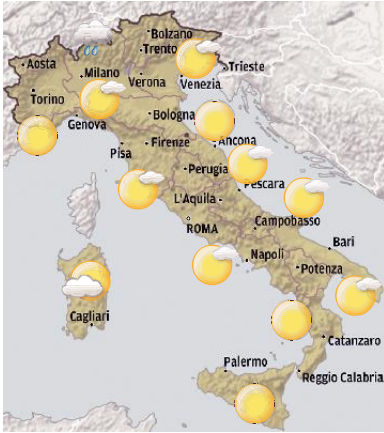 Bolzano
Trento
Aosta
Milano
Trieste
Verona
Venezia
Torino
Bologna
Genova
Ancona
Firenze
Pisa
Perugia
Pescara
L'Aquila
Campobasso
ROMA
Bari
Napoli
Potenza
Cagliari
Catanzaro
Palermo
Reggio Calabria